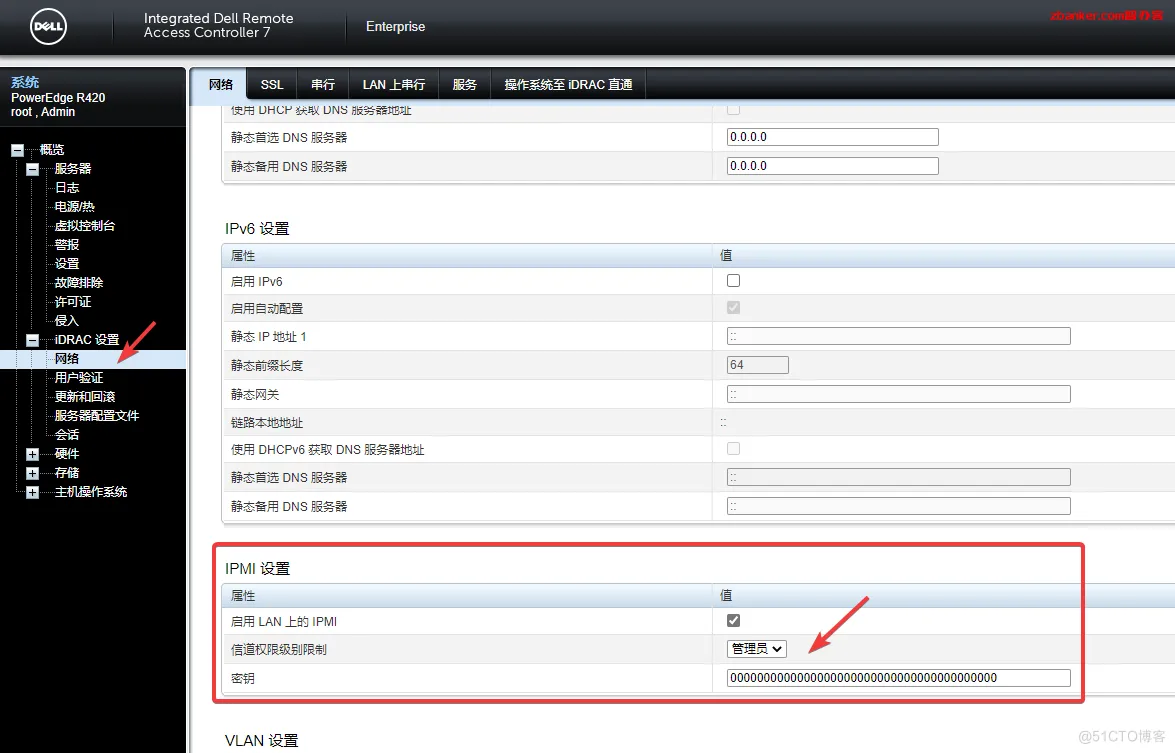 DELL
Integrated Dell Remote
Access Controller 7
Enterprise
系统
PowerEdge R420
root , Admin
概览
服务器
日志
电源/热
虚拟控制台
警报
设置
故障排除
许可证
侵入
iDRAC 设置
网络
用户验证
更新和回滚
服务器配置文件
会话
硬件
存储
主机操作系统
网络 SSL 串行 LAN 上串行 服务 操作系统至 iDRAC 直通
使用 DHCP 获取 DNS 服务器地址
静态首选 DNS 服务器 0.0.0.0
静态备用 DNS 服务器 0.0.0.0
IPv6 设置
属性 值
启用 IPv6
启用自动配置
静态 IP 地址 1 ::
静态前缀长度 64
静态网关 ::
链路本地地址 ::
使用 DHCPv6 获取 DNS 服务器地址
静态首选 DNS 服务器 ::
静态备用 DNS 服务器 ::
IPMI 设置
属性 值
启用 LAN 上的 IPMI
信道权限级别限制 管理员
密钥 0000000000000000000000000000000000000000
VLAN 设置
@51CTO博客